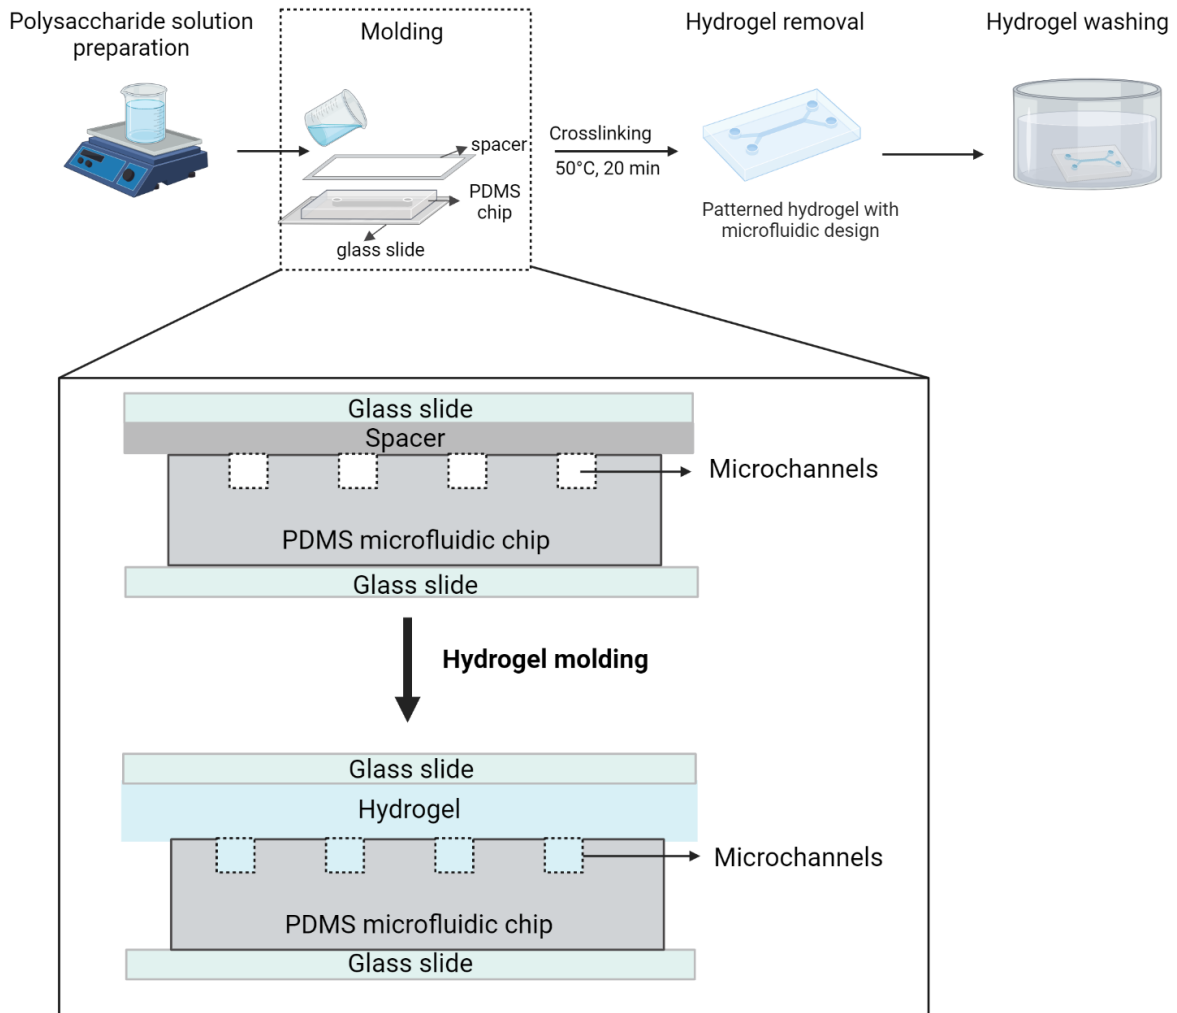 Polysaccharide solution
preparation
Molding
Hydrogel removal
Hydrogel washing
spacer
PDMS
chip
glass slide
Crosslinking
50°C, 20 min
Patterned hydrogel with
microfluidic design
Glass slide
Spacer
Microchannels
PDMS microfluidic chip
Glass slide
Hydrogel molding
Glass slide
Hydrogel
Microchannels
PDMS microfluidic chip
Glass slide